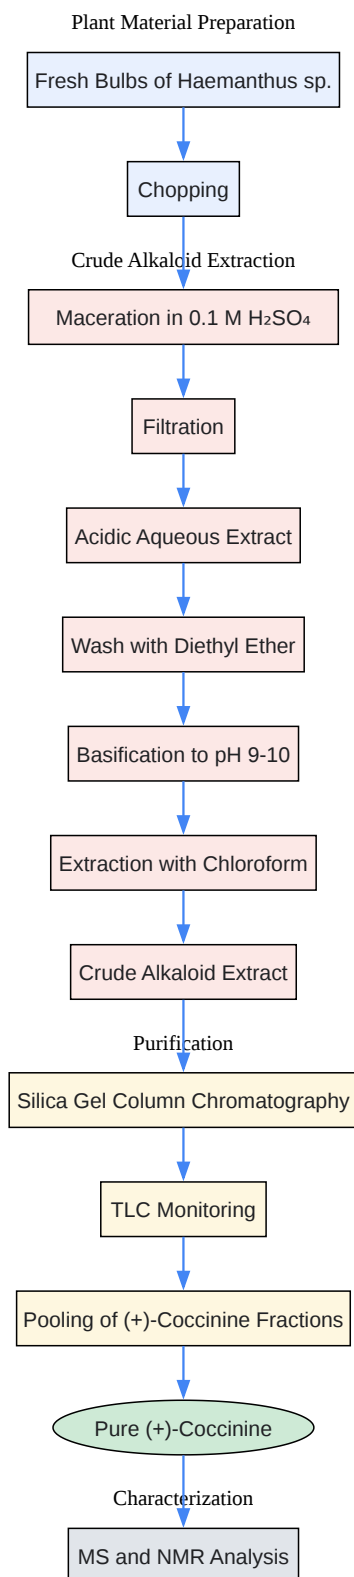 Plant Material Preparation
Fresh Bulbs of Haemanthus sp.
Chopping
Crude Alkaloid Extraction
Maceration in 0.1 M H₂SO₄
Filtration
Acidic Aqueous Extract
Wash with Diethyl Ether
Basification to pH 9-10
Extraction with Chloroform
Crude Alkaloid Extract
Purification
Silica Gel Column Chromatography
TLC Monitoring
Pooling of (+)-Coccinine Fractions
Pure (+)-Coccinine
Characterization
MS and NMR Analysis